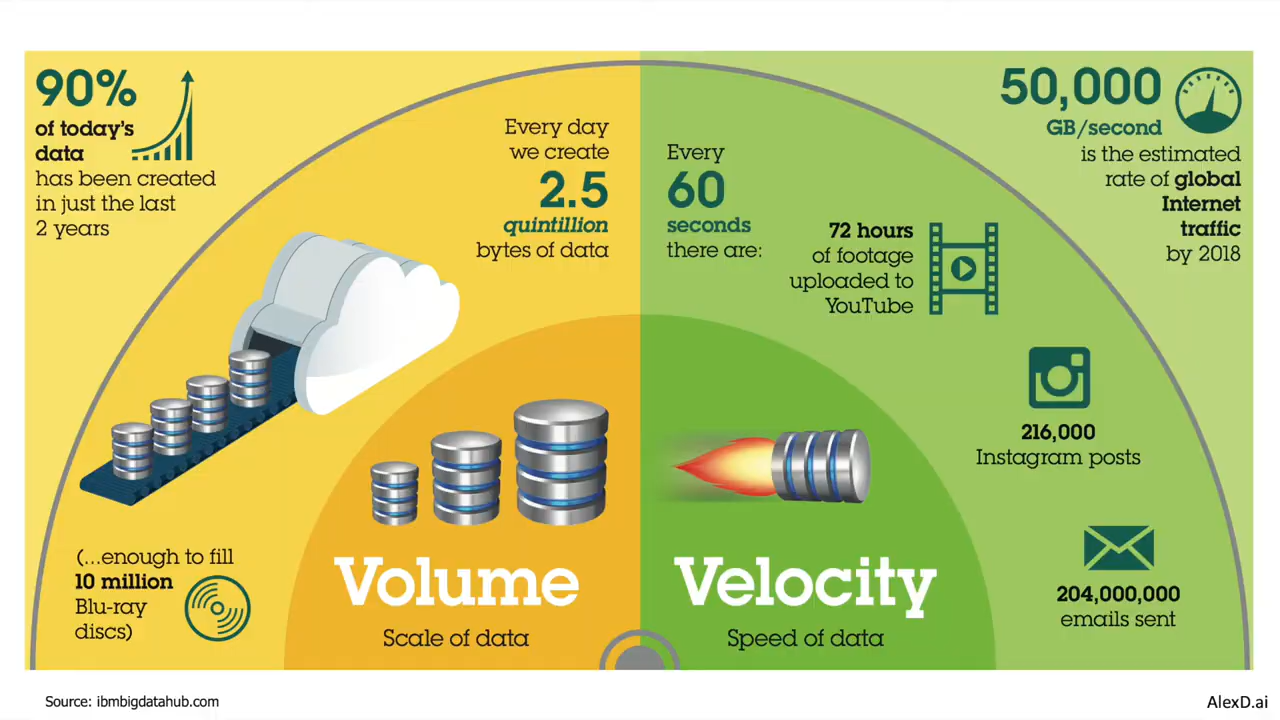 90%
of today's
data
has been created
in just the last
2 years
Every day
we create
2.5
quintillion
bytes of data
(...enough to fill
10 million
Blu-ray
discs)
Volume
Scale of data
Every
60
seconds
there are:
72 hours
of footage
uploaded to
YouTube
50,000
GB/second
is the estimated
rate of global
Internet
traffic
by 2018
216,000
Instagram posts
204,000,000
emails sent
Velocity
Speed of data
Source: ibmbigdatahub.com
AlexD.ai